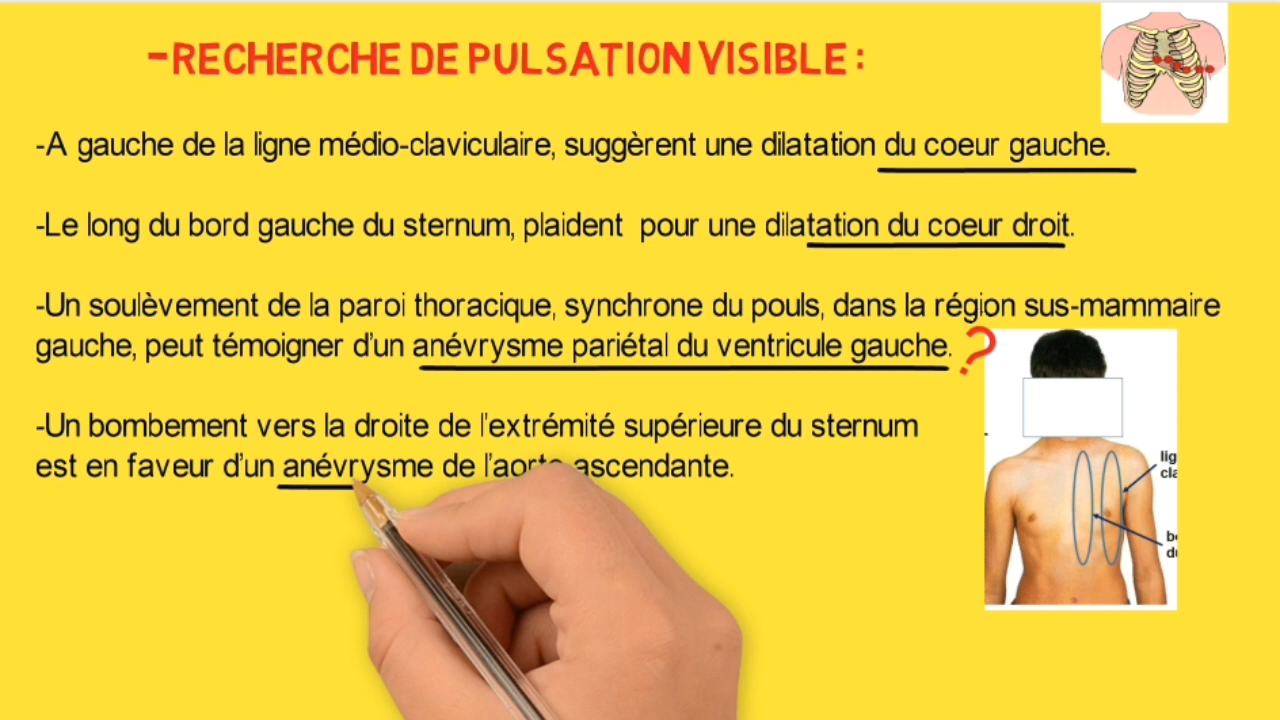 -RECHERCHE DE PULSATION VISIBLE :
-A gauche de la ligne médio-claviculaire, suggèrent une dilatation du coeur gauche.
-Le long du bord gauche du sternum, plaident pour une dilatation du coeur droit.
-Un soulèvement de la paroi thoracique, synchrone du pouls, dans la région sus-mammaire
gauche, peut témoigner d'un anévrysme pariétal du ventricule gauche. ?
-Un bombement vers la droite de l'extrémité supérieure du sternum
est en faveur d'un anévrysme de l'aorte ascendante.
lig
cla
du